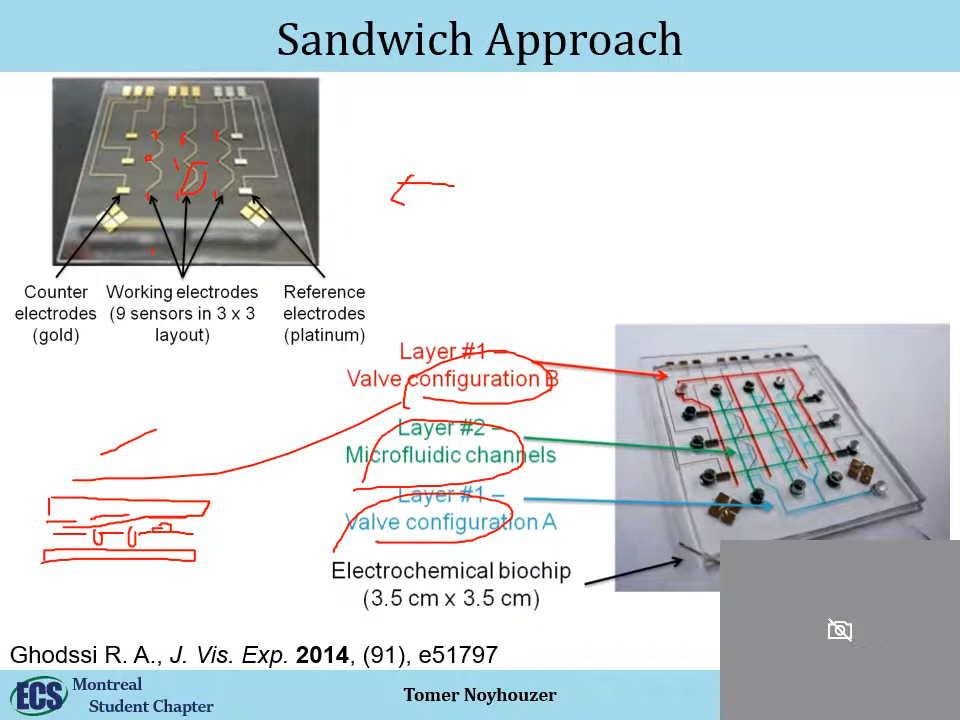 Sandwich Approach
Counter
electrodes
(gold)
Working electrodes
(9 sensors in 3 x 3
layout)
Reference
electrodes
(platinum)
Layer #1 –
Valve configuration B
Layer #2 –
Microfluidic channels
Layer #1 –
Valve configuration A
Electrochemical biochip
(3.5 cm x 3.5 cm)
Ghodssi R. A., J. Vis. Exp. 2014, (91), e51797
ECS Montreal
Student Chapter
Tomer Noyhouzer